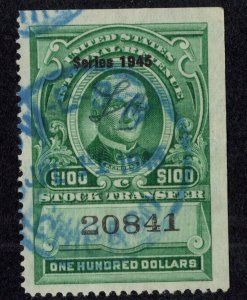 UNITED STATES
INTERNAL REVENUE
Series 1945
$100 $100
STOCK TRANSFER
20841
ONE HUNDRED DOLLARS